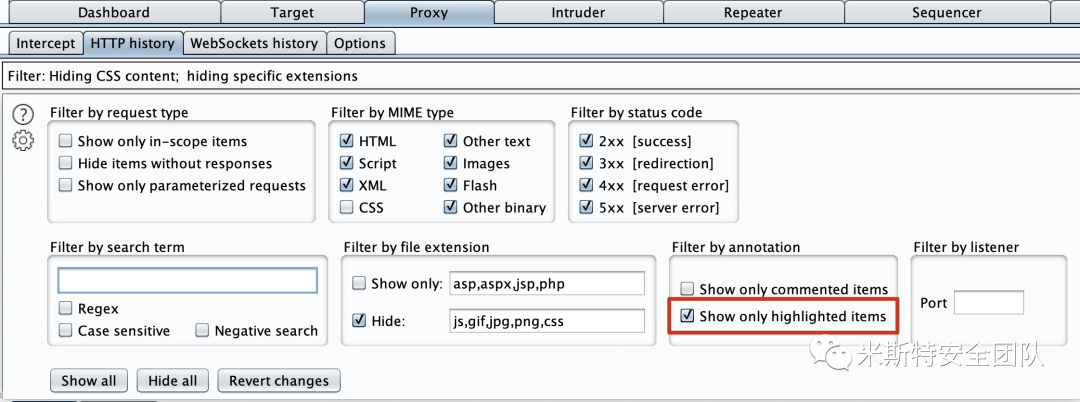 Dashboard Target Proxy Intruder Repeater Sequencer
Intercept HTTP history WebSockets history Options
Filter: Hiding CSS content; hiding specific extensions
Filter by request type
Show only in-scope items
Hide items without responses
Show only parameterized requests
Filter by MIME type
HTML Other text
Script Images
XML Flash
CSS Other binary
Filter by status code
2xx [success]
3xx [redirection]
4xx [request error]
5xx [server error]
Filter by search term
Regex
Case sensitive Negative search
Filter by file extension
Show only: asp,aspx,jsp,php
Hide: js,gif,jpg,png,css
Filter by annotation
Show only commented items
Show only highlighted items
Filter by listener
Port
Show all Hide all Revert changes
米斯特安全团队